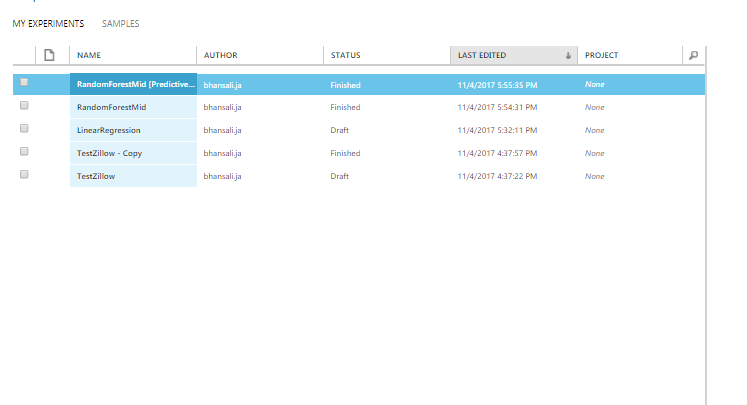 MY EXPERIMENTS SAMPLES
NAME AUTHOR STATUS LAST EDITED PROJECT
RandomForestMid [Predictive... bhansali.ja Finished 11/4/2017 5:55:35 PM None
RandomForestMid bhansali.ja Finished 11/4/2017 5:54:31 PM None
LinearRegression bhansali.ja Draft 11/4/2017 5:32:11 PM None
TestZillow - Copy bhansali.ja Finished 11/4/2017 4:37:57 PM None
TestZillow bhansali.ja Draft 11/4/2017 4:37:22 PM None